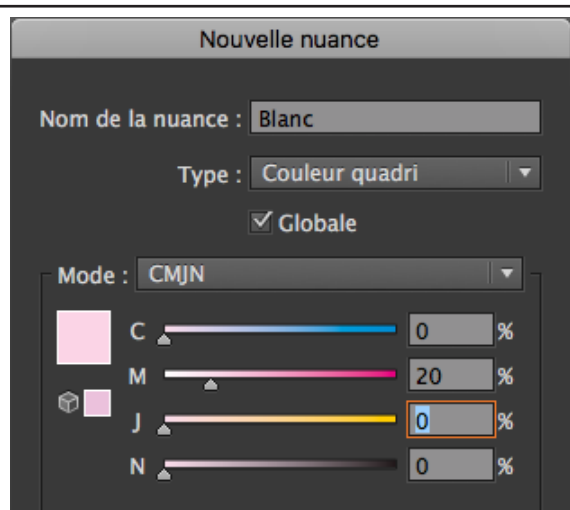 Nouvelle nuance
Nom de la nuance : Blanc
Type : Couleur quadri
Globale
Mode : CMJN
C 0 %
M 20 %
J 0 %
N 0 %